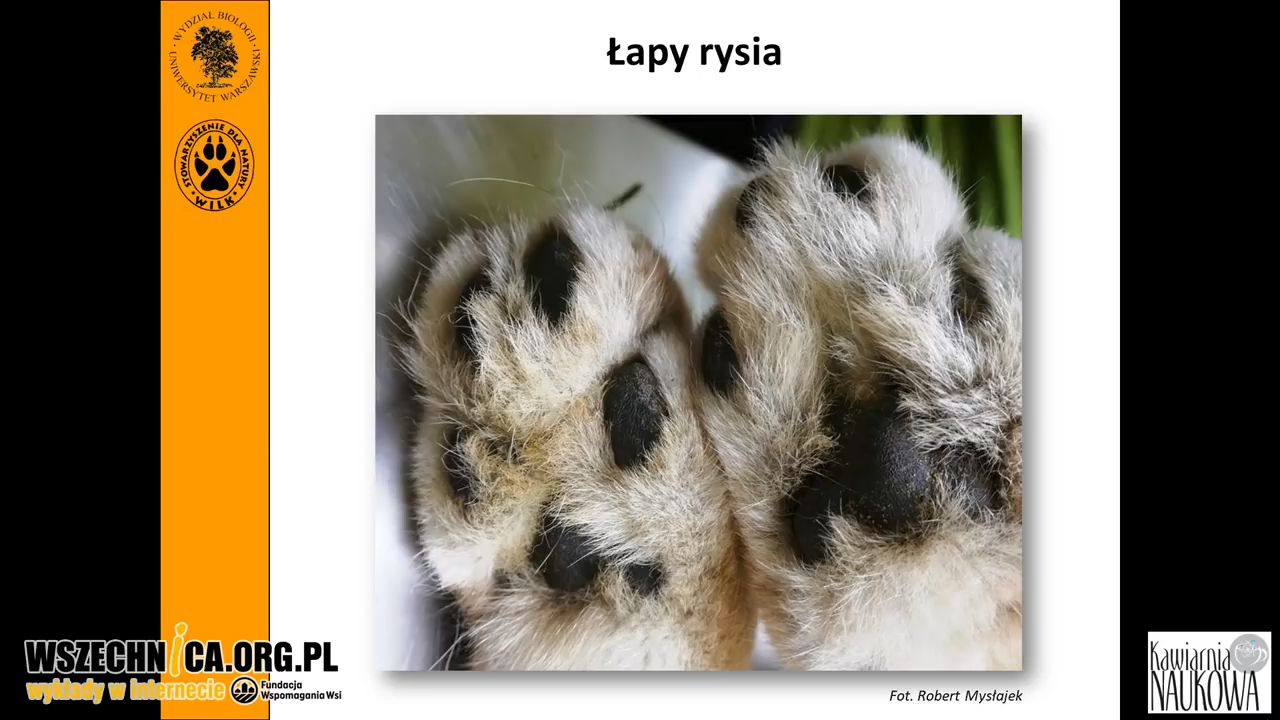 WYDZIAŁ BIOLOGII
UNIWERSYTET WARSZAWSKI
STOWARZYSZENIE DLA NATURY
WILK
Łapy rysia
Fot. Robert Mysłajek
WSZECHNiCA.ORG.PL
wykłady w internecie
Fundacja
Wspomagania Wsi
Kawiarnia
NAUKOWA